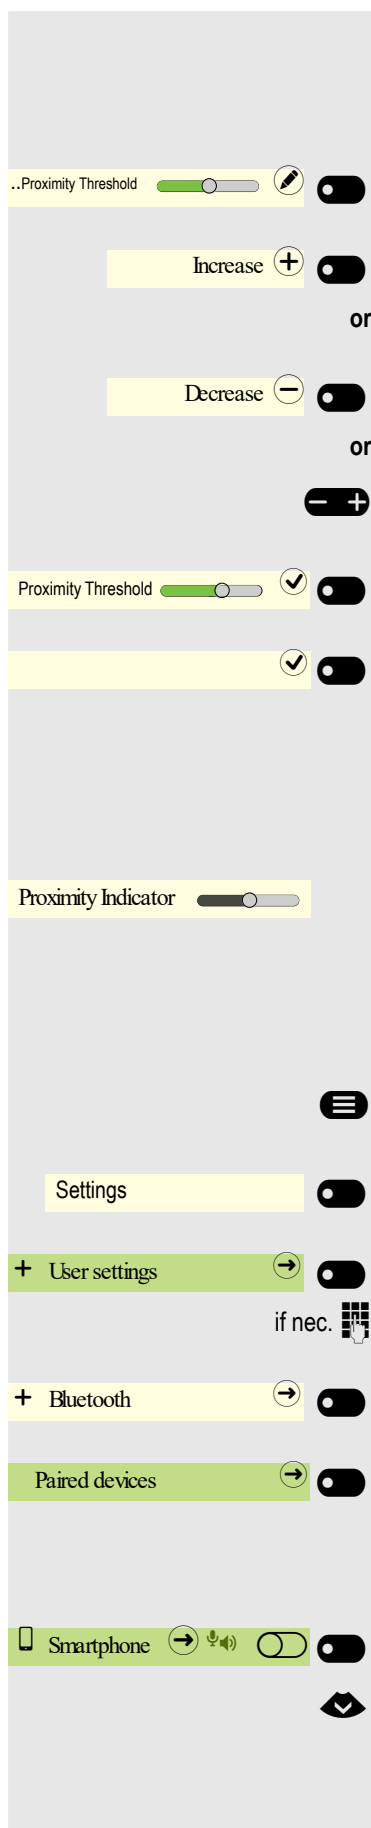 ..Proximity Threshold
Increase
or
Decrease
or
Proximity Threshold
Proximity Indicator
Settings
+ User settings
if nec.
+ Bluetooth
Paired devices
Smartphone